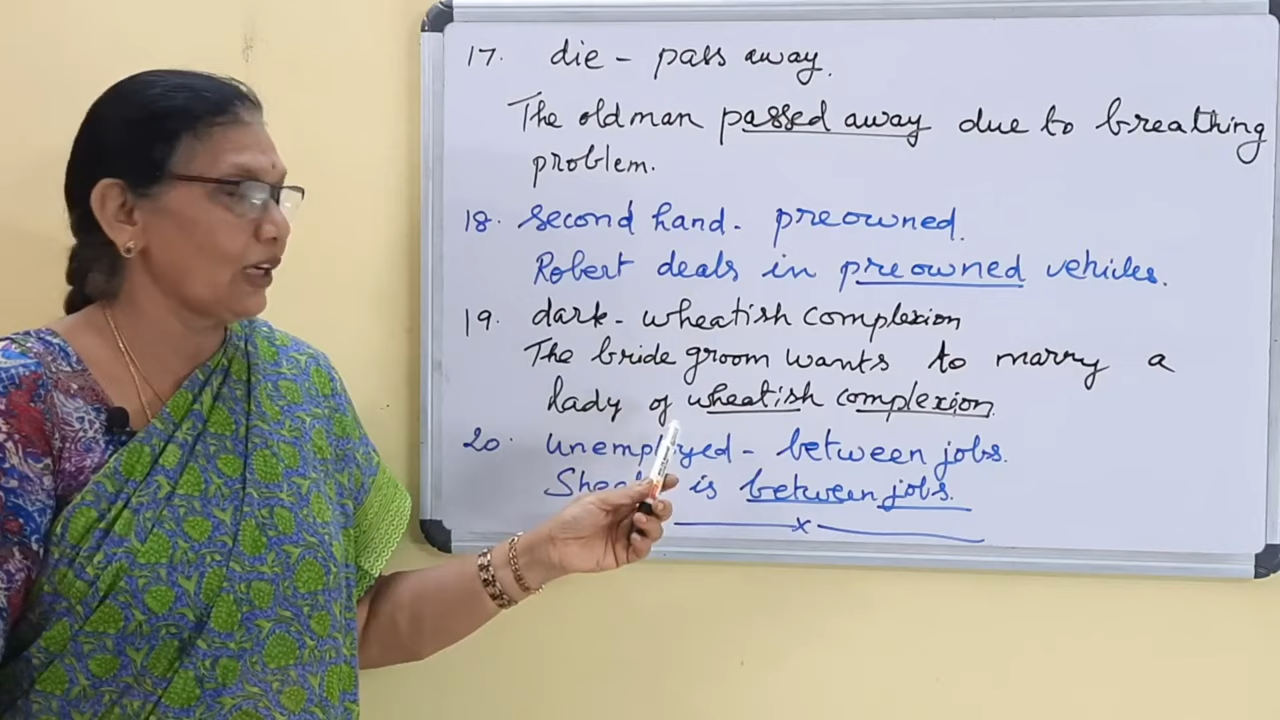 17. die - pass away.
The old man passed away due to breathing
problem.
18. second hand. preowned.
Robert deals in preowned vehicles.
19. dark - wheatish complexion
The bride groom wants to marry a
lady of wheatish complexion.
20. unemployed - between jobs.
is between jobs.
x